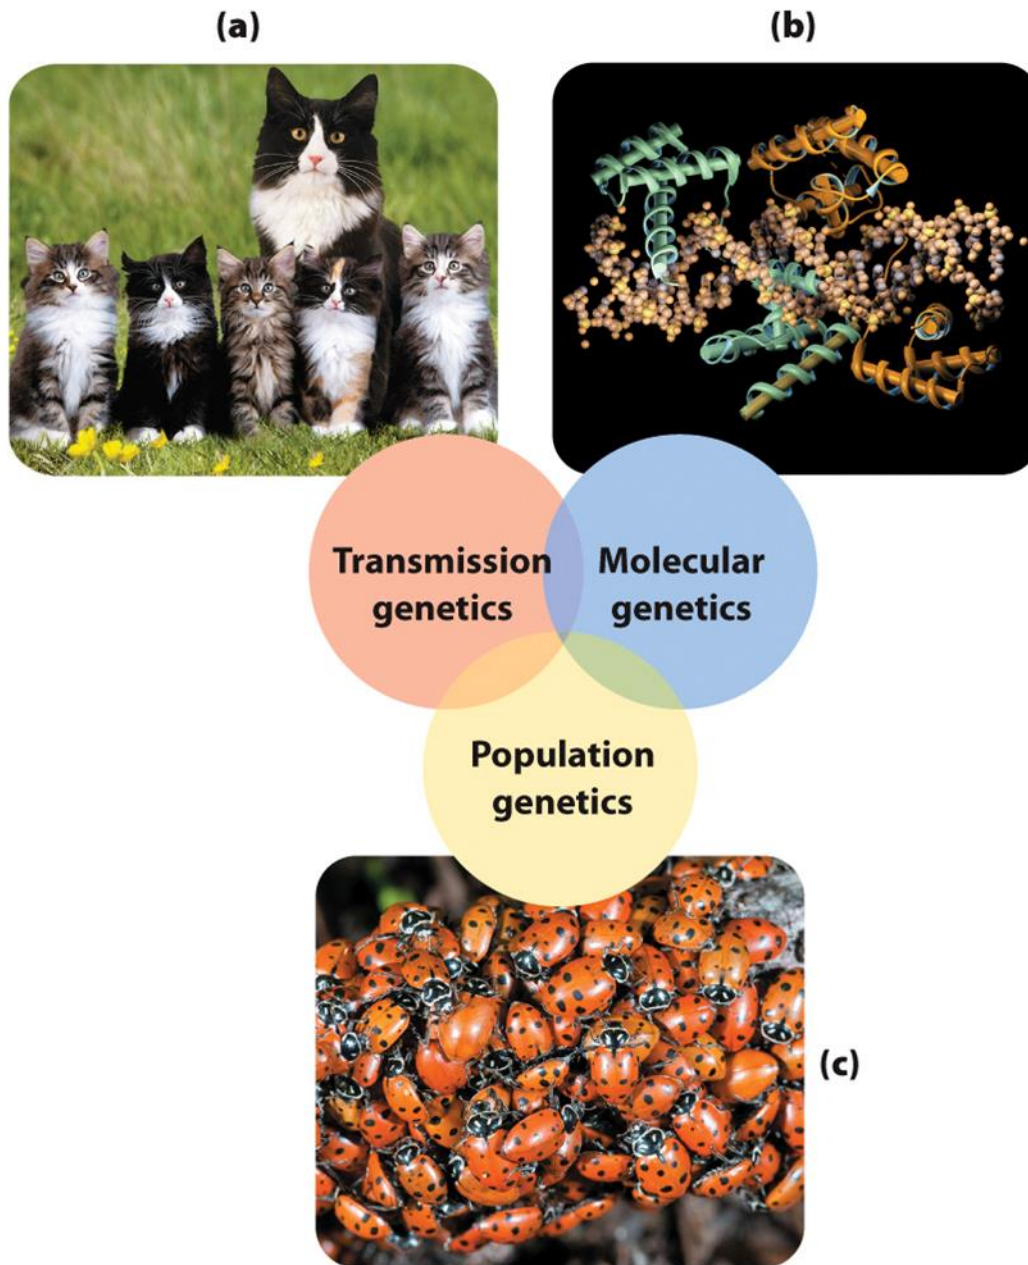 (a)
(b)
Transmission
genetics
Molecular
genetics
Population
genetics
(c)